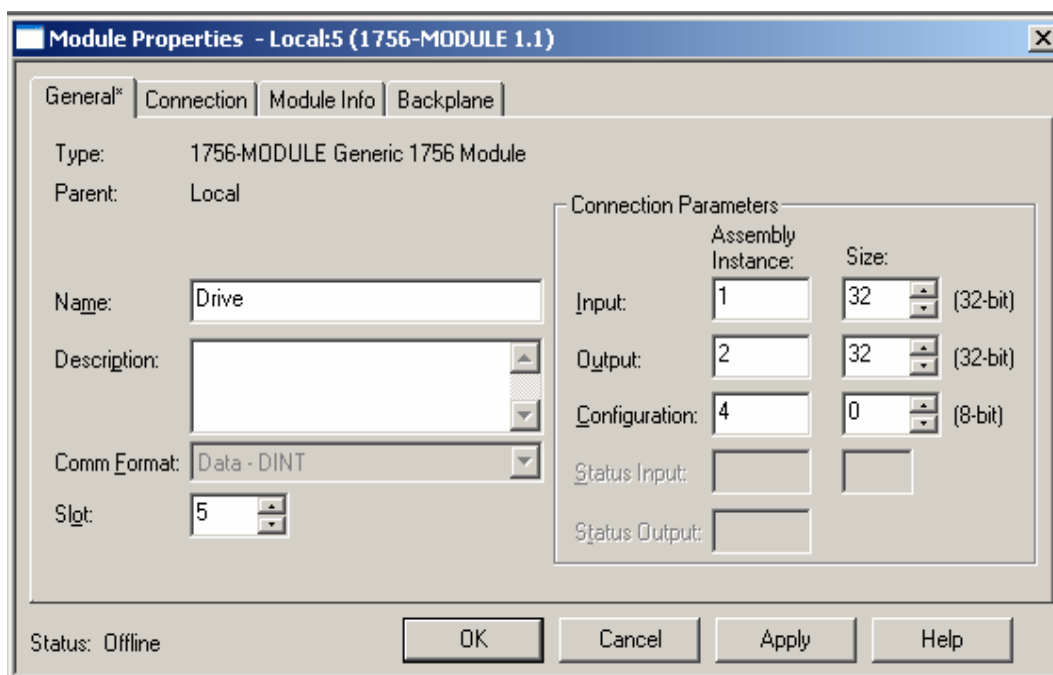 Module Properties - Local:5 (1756-MODULE 1.1)
General* Connection Module Info Backplane
Type: 1756-MODULE Generic 1756 Module
Parent: Local
Name: Drive
Description:
Comm Format: Data - DINT
Slot: 5
Connection Parameters
Assembly Instance: Size:
Input: 1 32 (32-bit)
Output: 2 32 (32-bit)
Configuration: 4 0 (8-bit)
Status Input:
Status Output:
Status: Offline
OK Cancel Apply Help